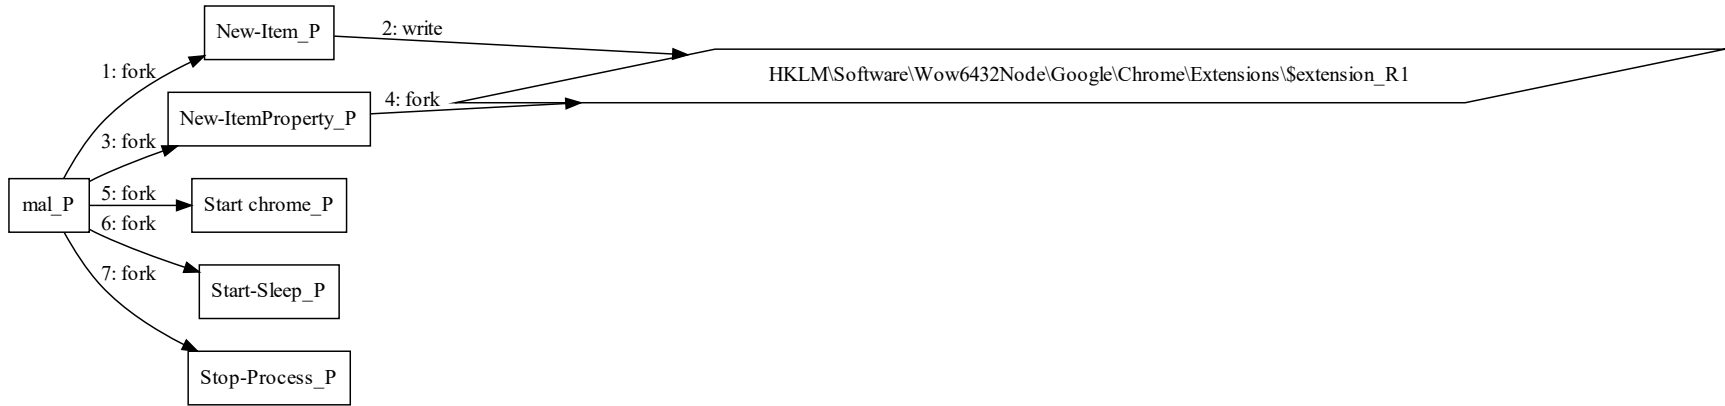 New-Item_P
2: write
1: fork
HKLM\Software\Wow6432Node\Google\Chrome\Extensions\$extension_R1
4: fork
New-ItemProperty_P
3: fork
mal_P
5: fork
Start chrome_P
6: fork
7: fork
Start-Sleep_P
Stop-Process_P